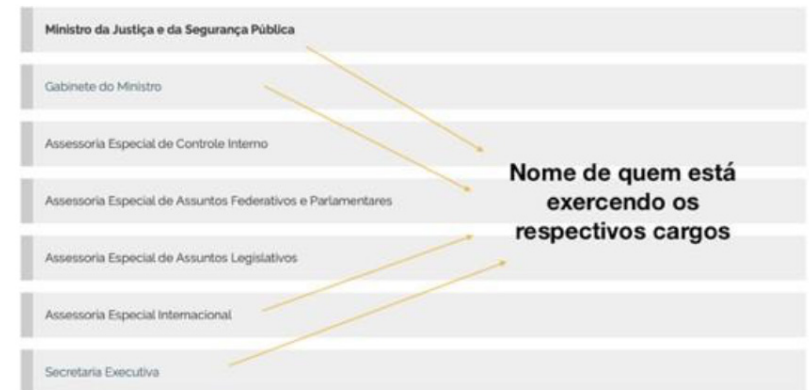 Ministro da Justiça e da Segurança Pública
Gabinete do Ministro
Assessoria Especial de Controle Interno
Assessoria Especial de Assuntos Federativos e Parlamentares
Assessoria Especial de Assuntos Legislativos
Assessoria Especial Internacional
Secretaria Executiva
Nome de quem está
exercendo os
respectivos cargos